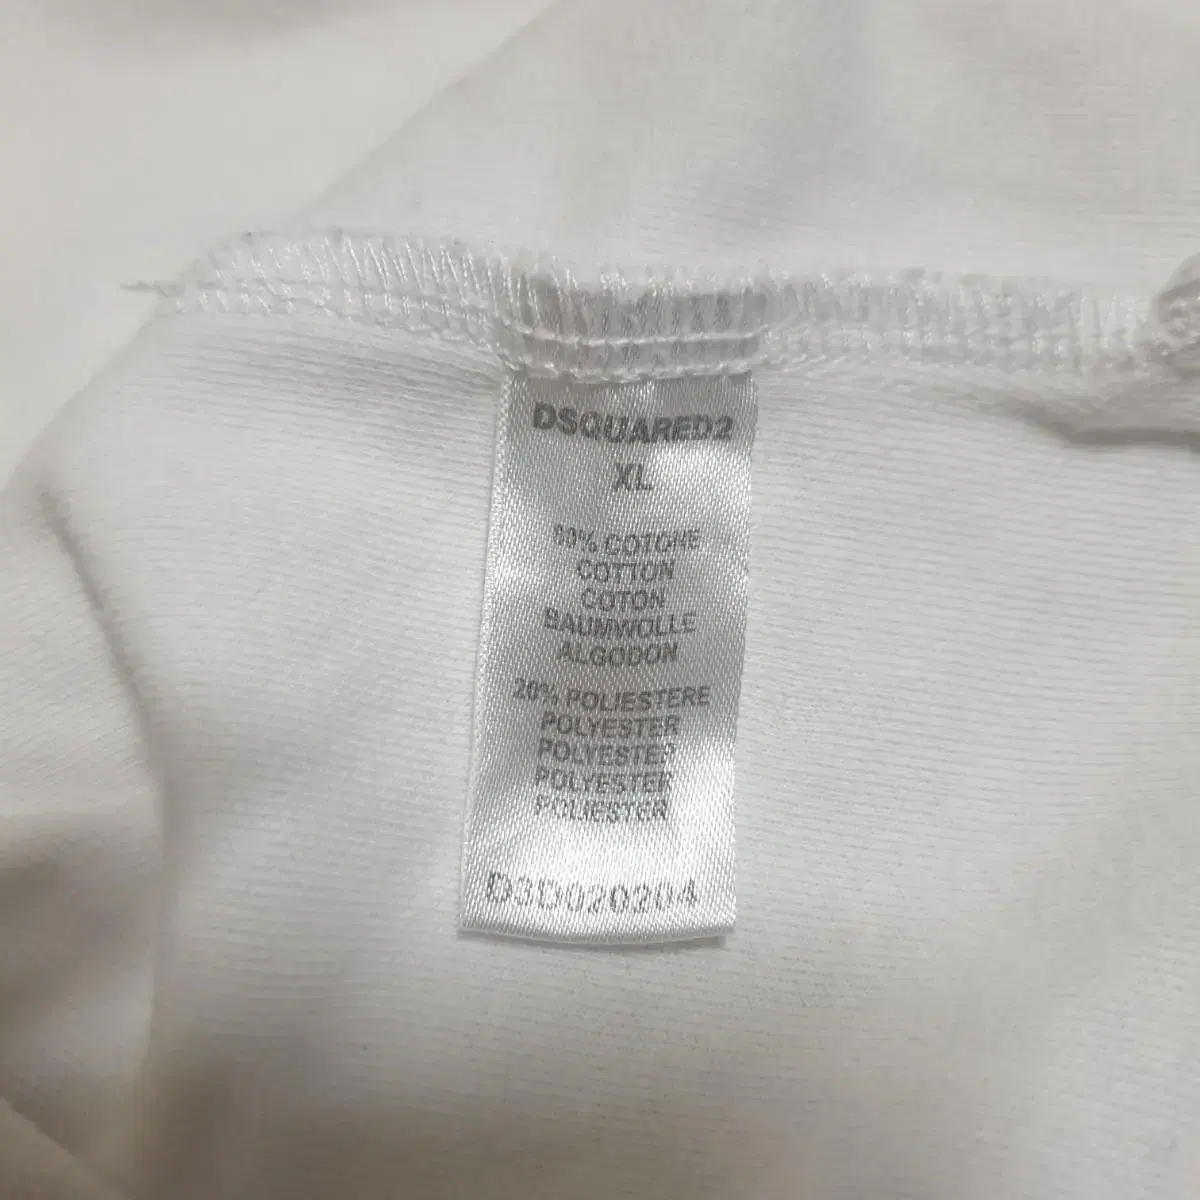 DSQUARED2
XL
80% COTONE
COTTON
COTON
BAUMWOLLE
ALGODON
20% POLIESTERE
POLYESTER
POLYESTER
POLYESTER
POLIESTER
D3D020204